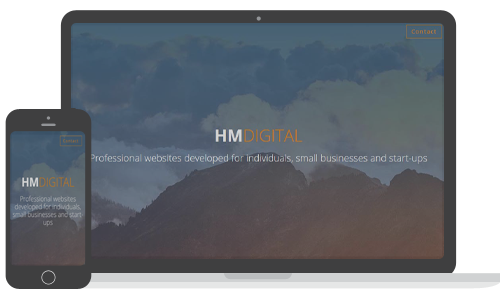 Contact
HMDIGITAL
Professional websites developed for individuals, small businesses and start-ups
Contact
HMDIGITAL
Professional websites
developed for individuals,
small businesses and start-
ups